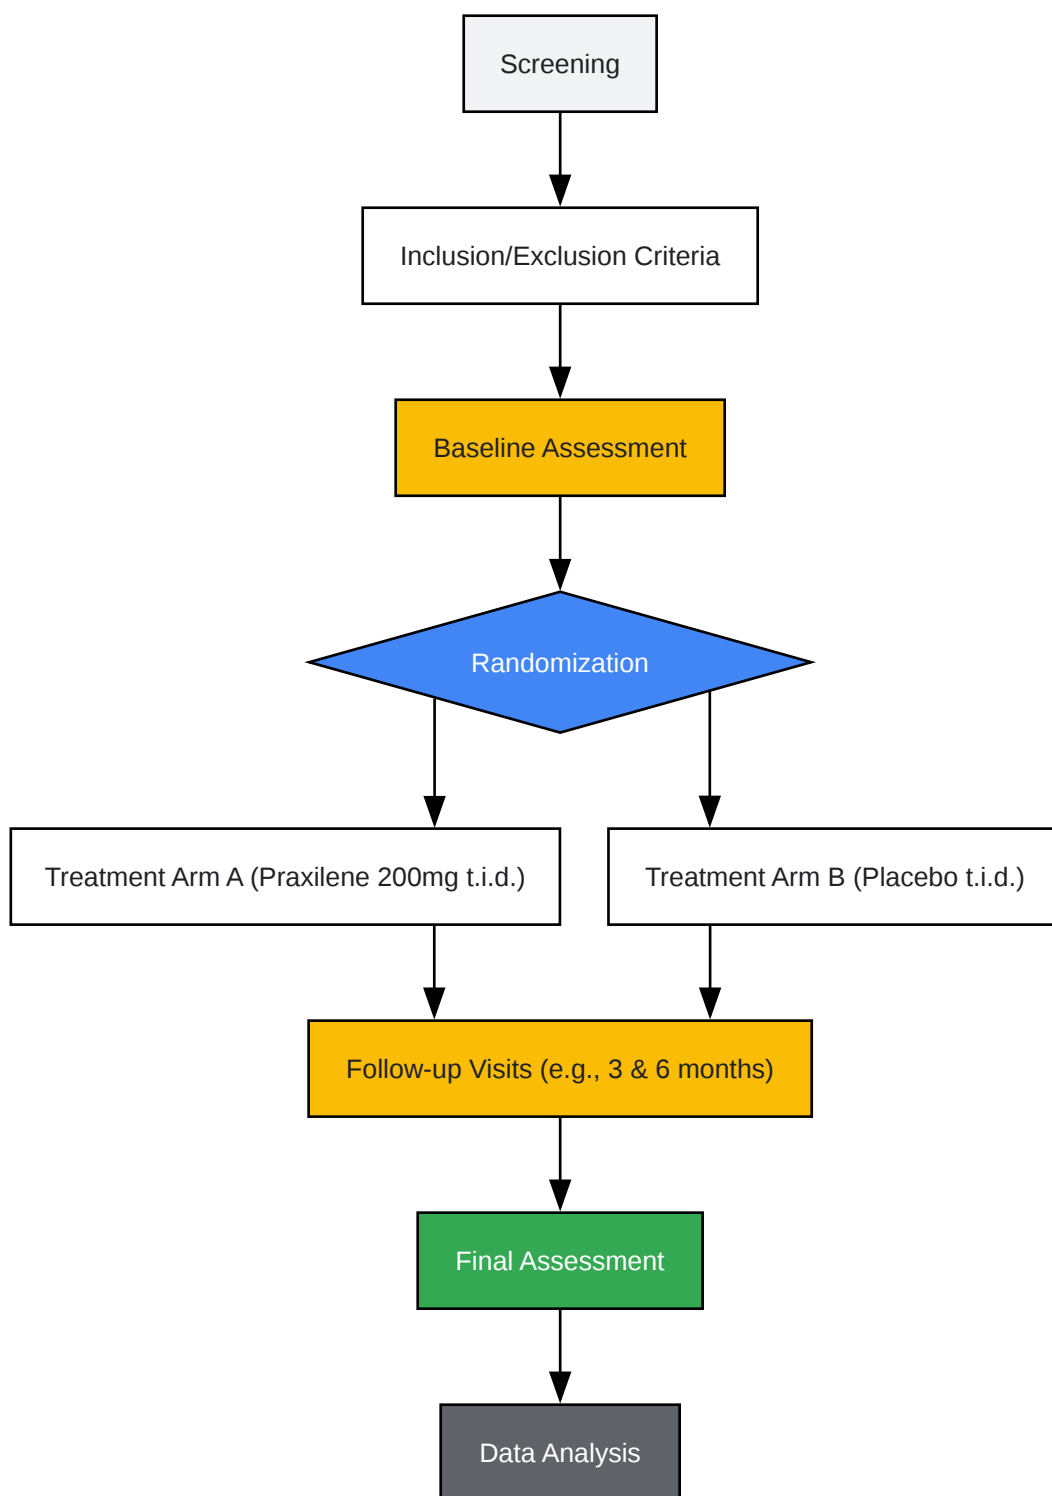 Screening
Inclusion/Exclusion Criteria
Baseline Assessment
Randomization
Treatment Arm A (Praxilene 200mg t.i.d.)
Treatment Arm B (Placebo t.i.d.)
Follow-up Visits (e.g., 3 & 6 months)
Final Assessment
Data Analysis